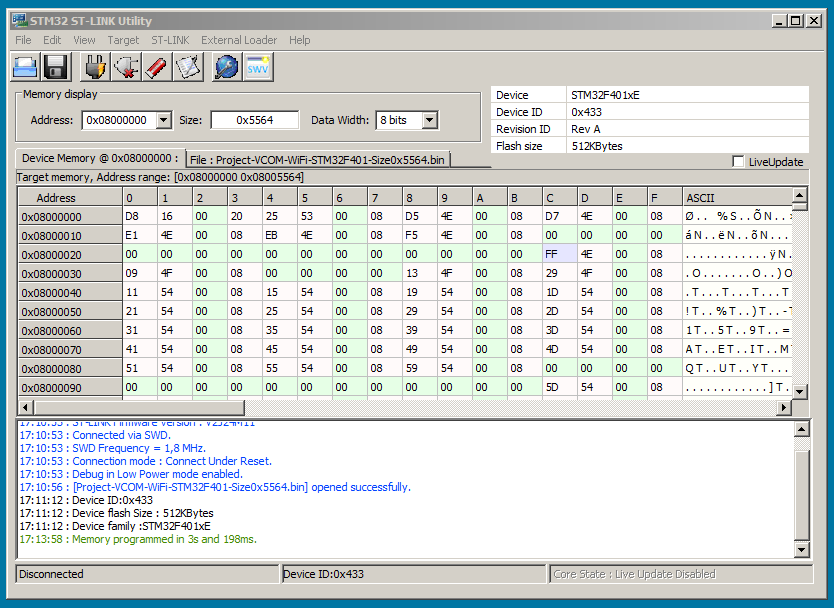 STM32 ST-LINK Utility
File Edit View Target ST-LINK External Loader Help
SWV
Memory display
Address: 0x08000000 Size: 0x5564 Data Width: 8 bits
Device STM32F401xE
Device ID 0x433
Revision ID Rev A
Flash size 512KBytes
LiveUpdate
Device Memory @ 0x08000000 : File : Project-VCOM-WiFi-STM32F401-Size0x5564.bin
Target memory, Address range: [0x08000000 0x08005564]
Address 0 1 2 3 4 5 6 7 8 9 A B C D E F ASCII
0x08000000 D8 16 00 20 25 53 00 08 D5 4E 00 08 D7 4E 00 08 Ø.. %S..ÕN..
0x08000010 E1 4E 00 08 EB 4E 00 08 F5 4E 00 08 00 00 00 00 áN..ëN..õN....
0x08000020 00 00 00 00 00 00 00 00 00 00 00 00 FF 4E 00 08 ............ÿN.
0x08000030 09 4F 00 08 00 00 00 00 13 4F 00 08 29 4F 00 08 .O.......O..)O
0x08000040 11 54 00 08 15 54 00 08 19 54 00 08 1D 54 00 08 .T...T...T...T
0x08000050 21 54 00 08 25 54 00 08 29 54 00 08 2D 54 00 08 !T..%T..)T..-T
0x08000060 31 54 00 08 35 54 00 08 39 54 00 08 3D 54 00 08 1T..5T..9T..=
0x08000070 41 54 00 08 45 54 00 08 49 54 00 08 4D 54 00 08 AT..ET..IT..M
0x08000080 51 54 00 08 55 54 00 08 59 54 00 08 00 00 00 00 QT..UT..YT....
0x08000090 00 00 00 00 00 00 00 00 00 00 00 00 5D 54 00 08 ............]T.
17:10:53 : ST-LINK Firmware version : V2J24M11
17:10:53 : Connected via SWD.
17:10:53 : SWD Frequency = 1,8 MHz.
17:10:53 : Connection mode : Connect Under Reset.
17:10:53 : Debug in Low Power mode enabled.
17:10:56 : [Project-VCOM-WiFi-STM32F401-Size0x5564.bin] opened successfully.
17:11:12 : Device ID:0x433
17:11:12 : Device flash Size : 512KBytes
17:11:12 : Device family :STM32F401xE
17:13:58 : Memory programmed in 3s and 198ms.
Disconnected Device ID:0x433 Core State : Live Update Disabled